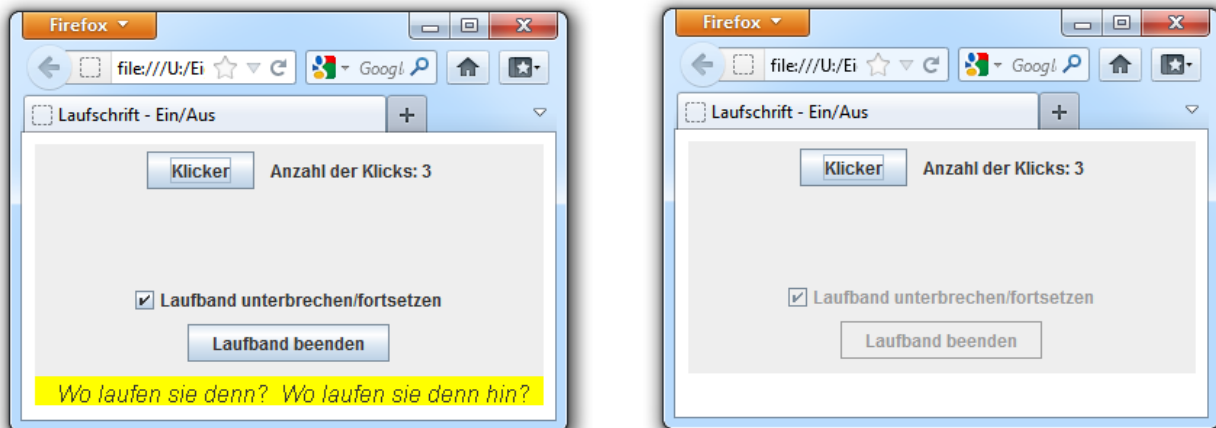 Firefox
file:///U:/Ei
Googl
Laufschrift - Ein/Aus
Klicker Anzahl der Klicks: 3
Laufband unterbrechen/fortsetzen
Laufband beenden
Wo laufen sie denn? Wo laufen sie denn hin?
Firefox
file:///U:/Ei
Googl
Laufschrift - Ein/Aus
Klicker Anzahl der Klicks: 3
Laufband unterbrechen/fortsetzen
Laufband beenden